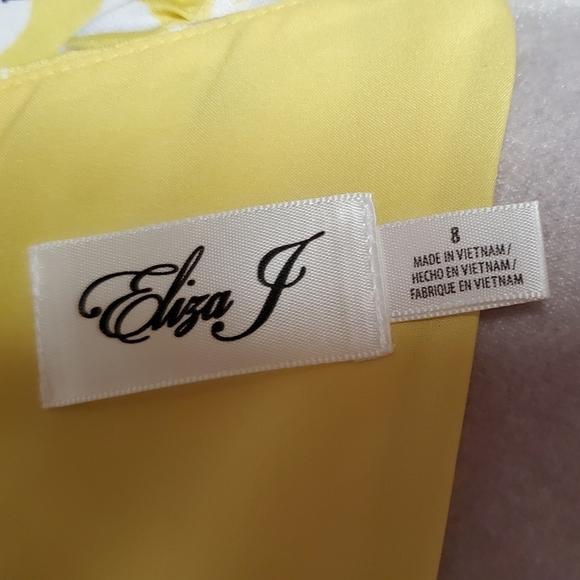 Eliza J
8
MADE IN VIETNAM/
HECHO EN VIETNAM/
FABRIQUE EN VIETNAM